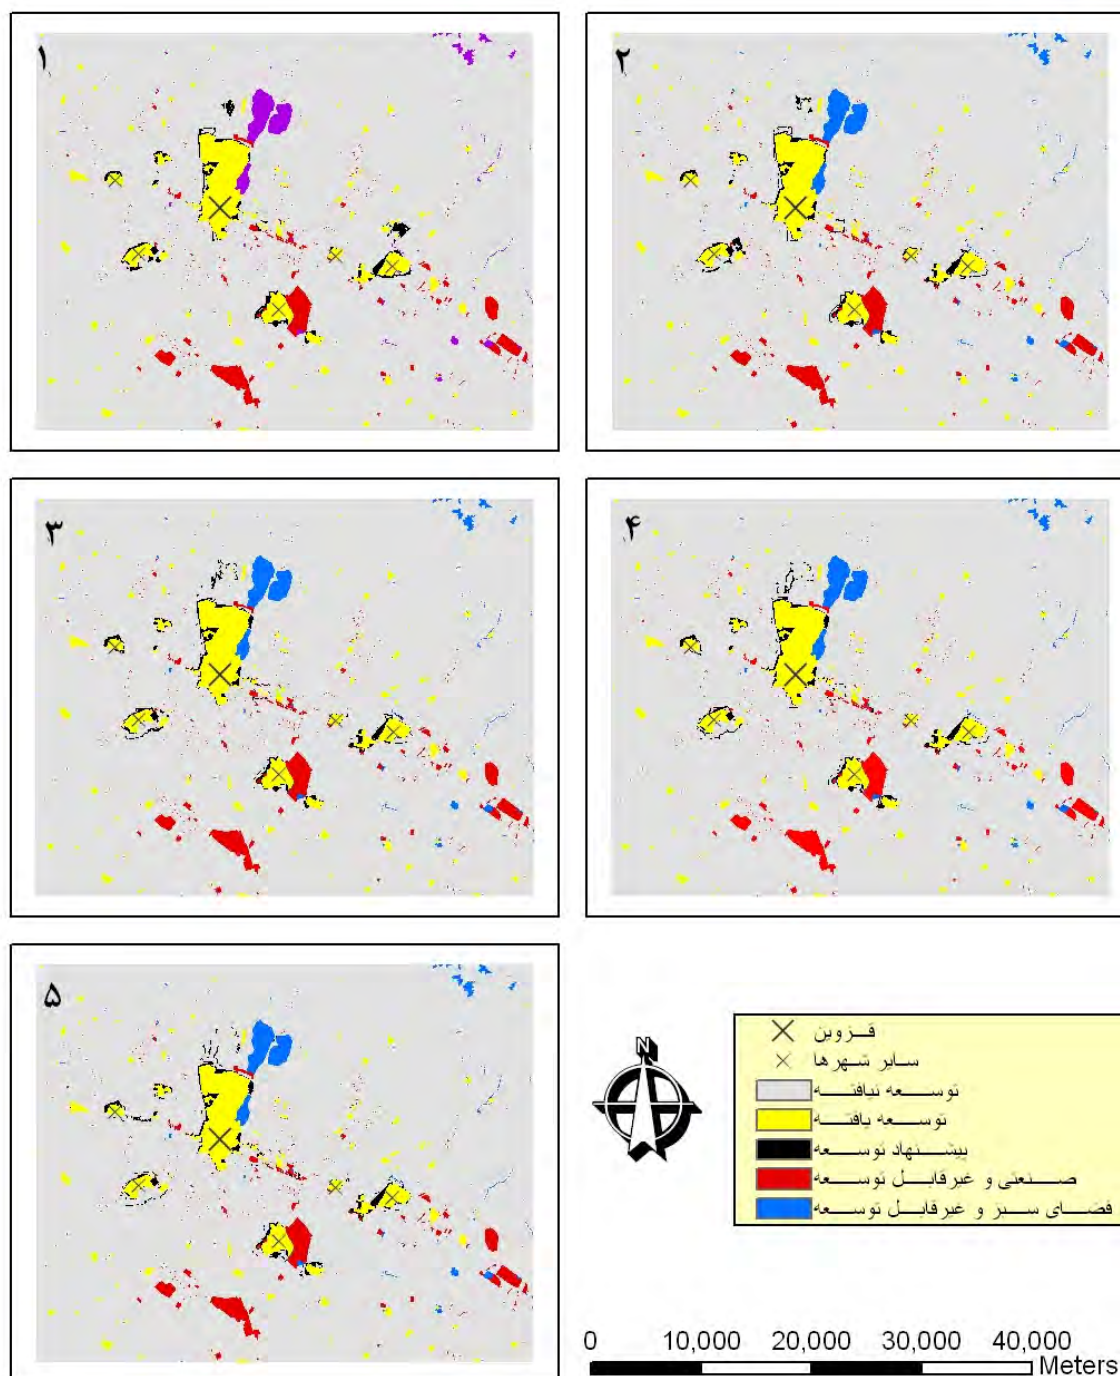 ۱
۲
۳
۴
۵
N
قزوین
سایر شهرها
توسعه نیافته
توسعه یافته
پیشنهاد توسعه
صنعتی و غیرقابل توسعه
فضای سبز و غیرقابل توسعه
0 10,000 20,000 30,000 40,000
Meters